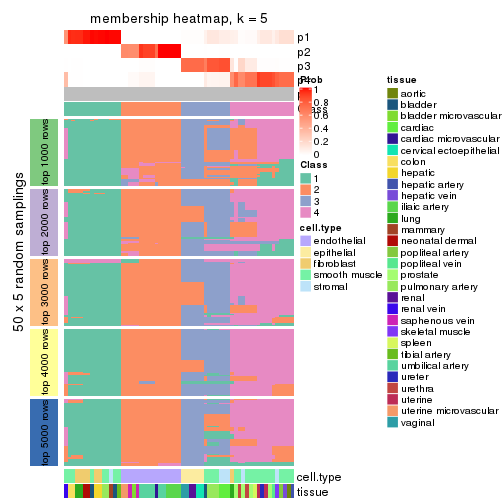 membership heatmap, k = 5
p1
p2
p3
p4
Prob
1
0.8
0.6
0.4
0.2
0
Class
Class
1
2
3
4
cell.type
endothelial
epithelial
fibroblast
smooth muscle
stromal
tissue
aortic
bladder
bladder microvascular
cardiac
cardiac microvascular
cervical ectoepithelial
colon
hepatic
hepatic artery
hepatic vein
iliaic artery
lung
mammary
neonatal dermal
popliteal artery
popliteal vein
prostate
pulmonary artery
renal
renal vein
saphenous vein
skeletal muscle
spleen
tibial artery
umbilical artery
ureter
urethra
uterine
uterine microvascular
vaginal
50 x 5 random samplings
top 1000 rows
top 2000 rows
top 3000 rows
top 4000 rows
top 5000 rows
cell.type
tissue